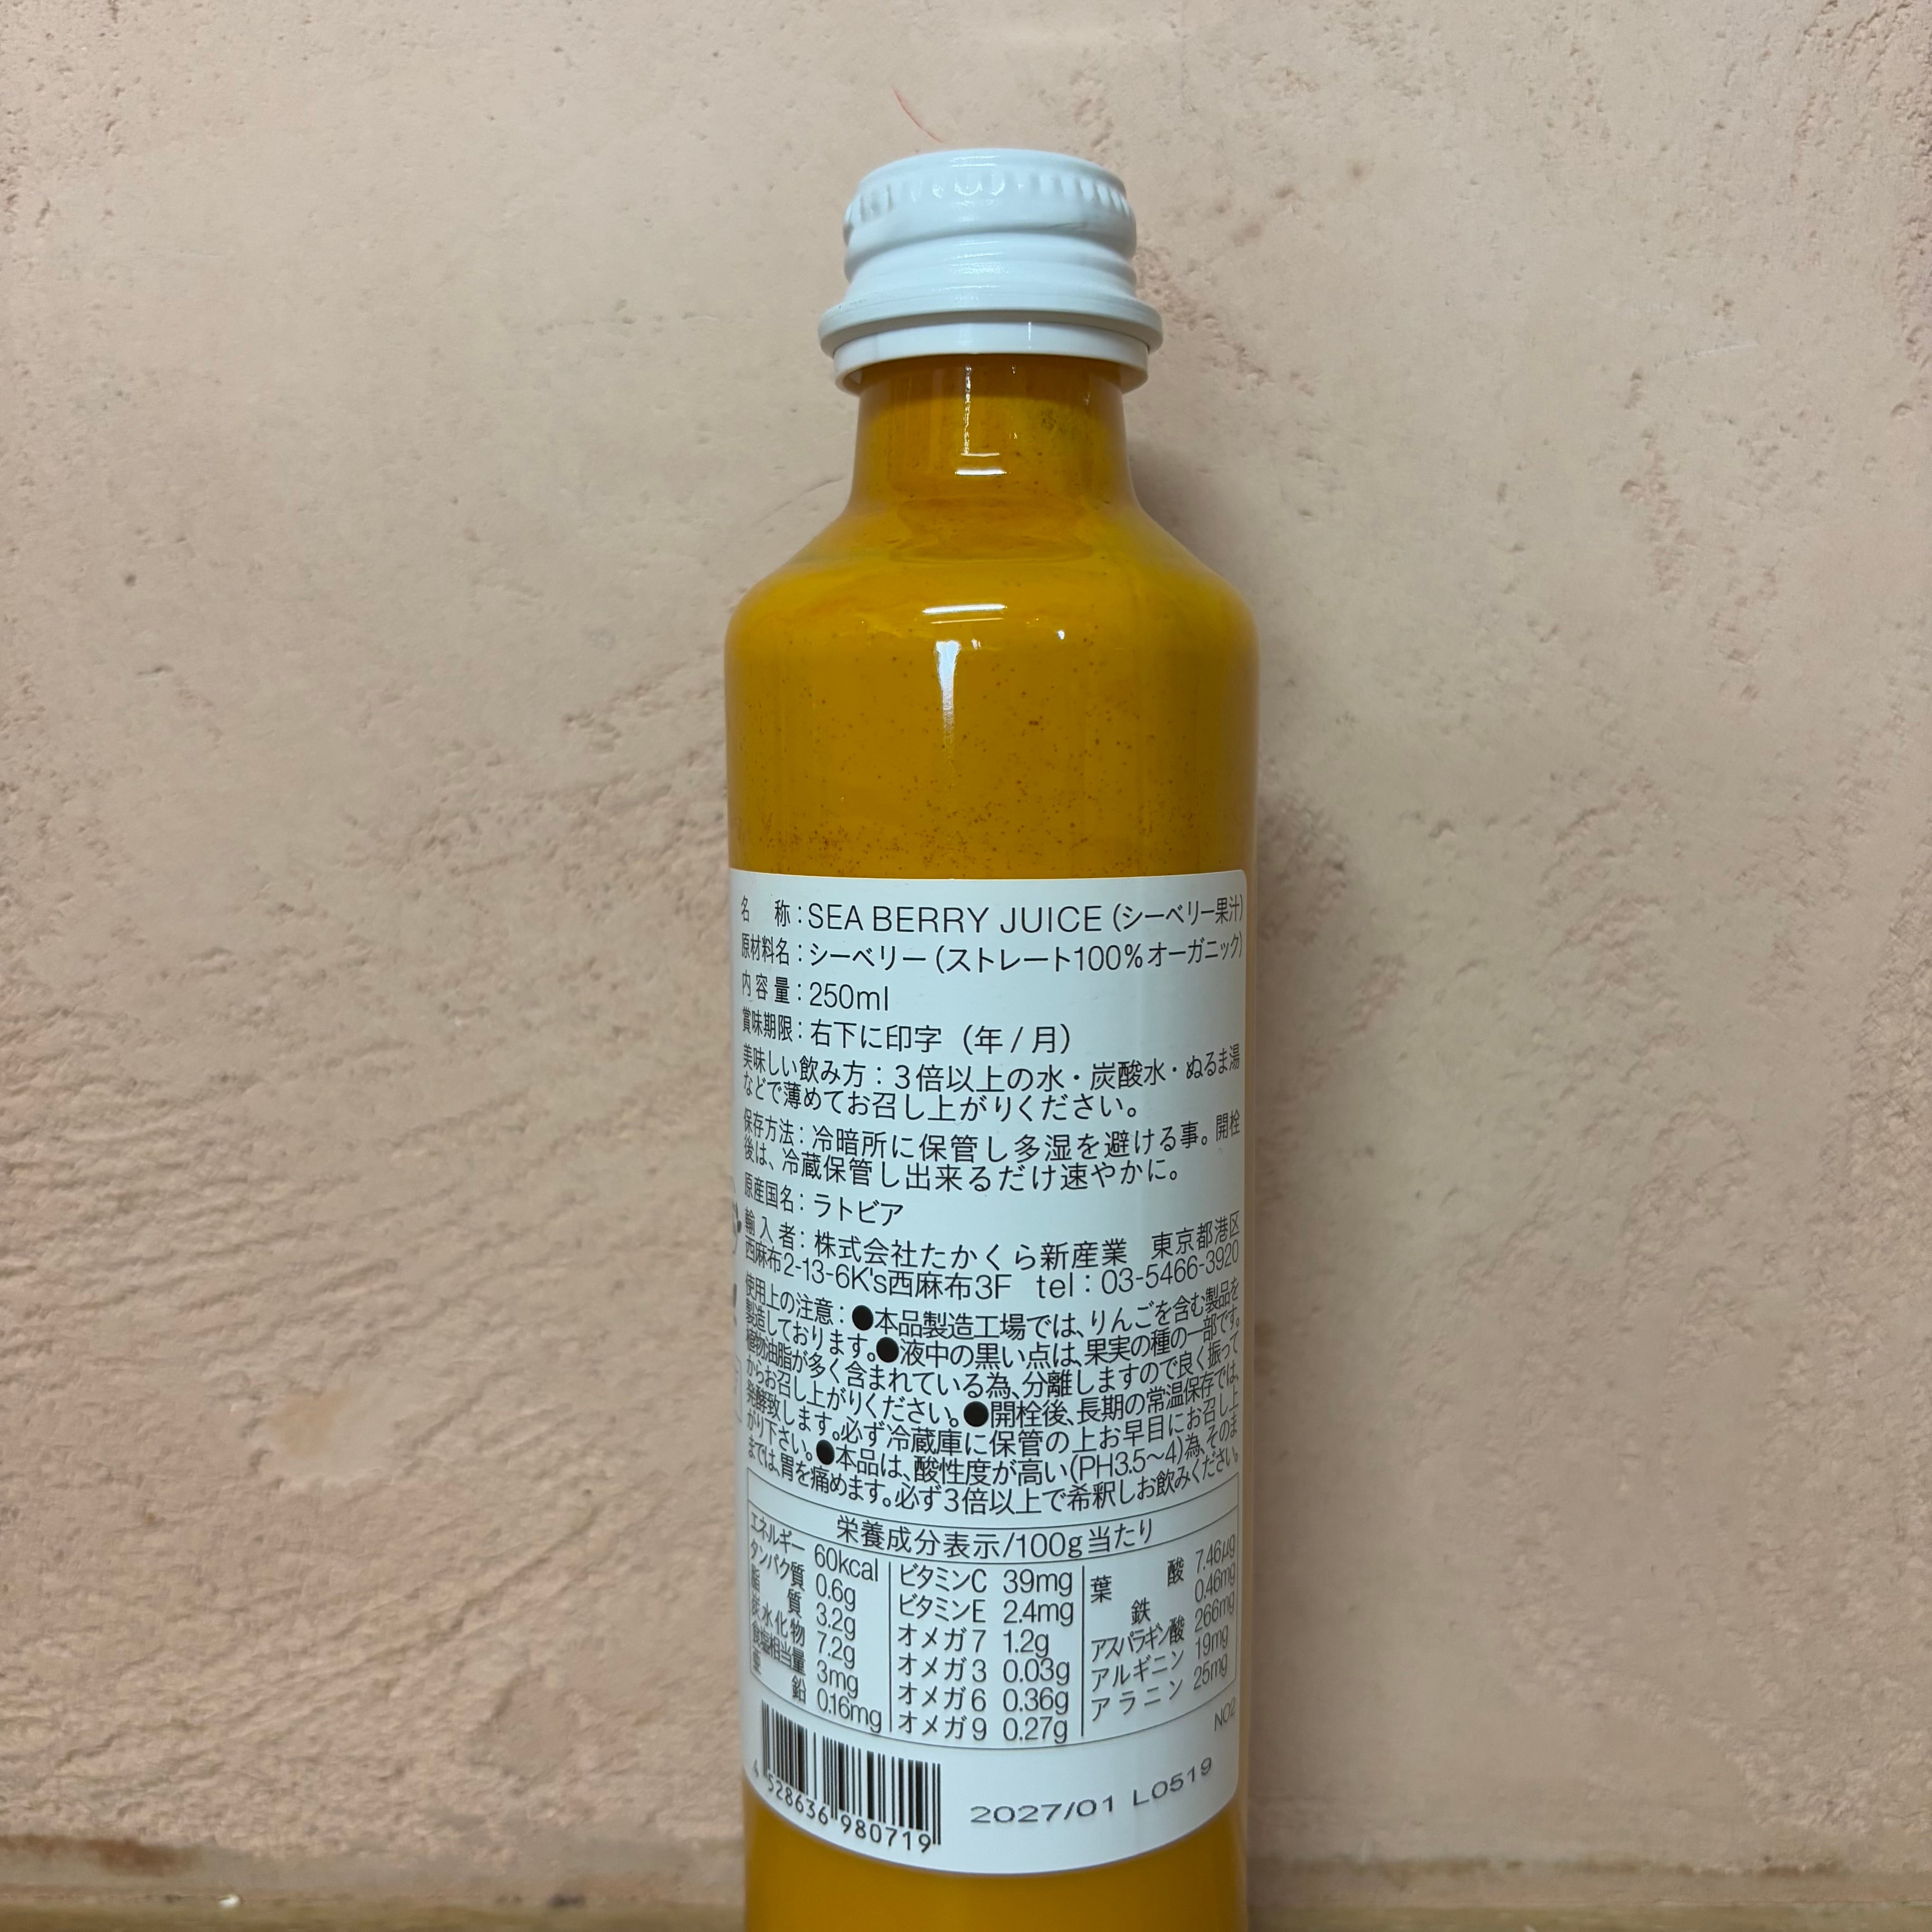 名　称：SEA BERRY JUICE（シーベリー果汁）
原材料名：シーベリー（ストレート100%オーガニック）
内容量：250ml
賞味期限：右下に印字（年/月）
美味しい飲み方：３倍以上の水・炭酸水・ぬるま湯
などで薄めてお召し上がりください。
保存方法：冷暗所に保管し多湿を避ける事。開栓
後は、冷蔵保管し出来るだけ速やかに。
原産国名：ラトビア
輸入者：株式会社たかくら新産業　東京都港区
西麻布2-13-6K's西麻布3F　tel：03-5466-3920
使用上の注意：●本品製造工場では、りんごを含む製品を
製造しております。●液中の黒い点は、果実の種の一部です。
植物油脂が多く含まれている為、分離しますので良く振って
からお召し上がりください。●開栓後、長期の常温保存では、
発酵致します。必ず冷蔵庫に保管の上お早目にお召し上
がり下さい。●本品は、酸性度が高い(PH3.5〜4)為、そのま
までは、胃を痛めます。必ず３倍以上で希釈しお飲みください。
栄養成分表示/100g当たり
エネルギー 60kcal
タンパク質 0.6g
脂質 3.2g
炭水化物 7.2g
食塩相当量 3mg
亜鉛 0.16mg
ビタミンC 39mg
ビタミンE 2.4mg
オメガ7 1.2g
オメガ3 0.03g
オメガ6 0.36g
オメガ9 0.27g
葉酸 7.46μg
鉄 0.46mg
アスパラギン酸 266mg
アルギニン 19mg
アラニン 25mg
NO2
4 528636 980719
2027/01 L0519